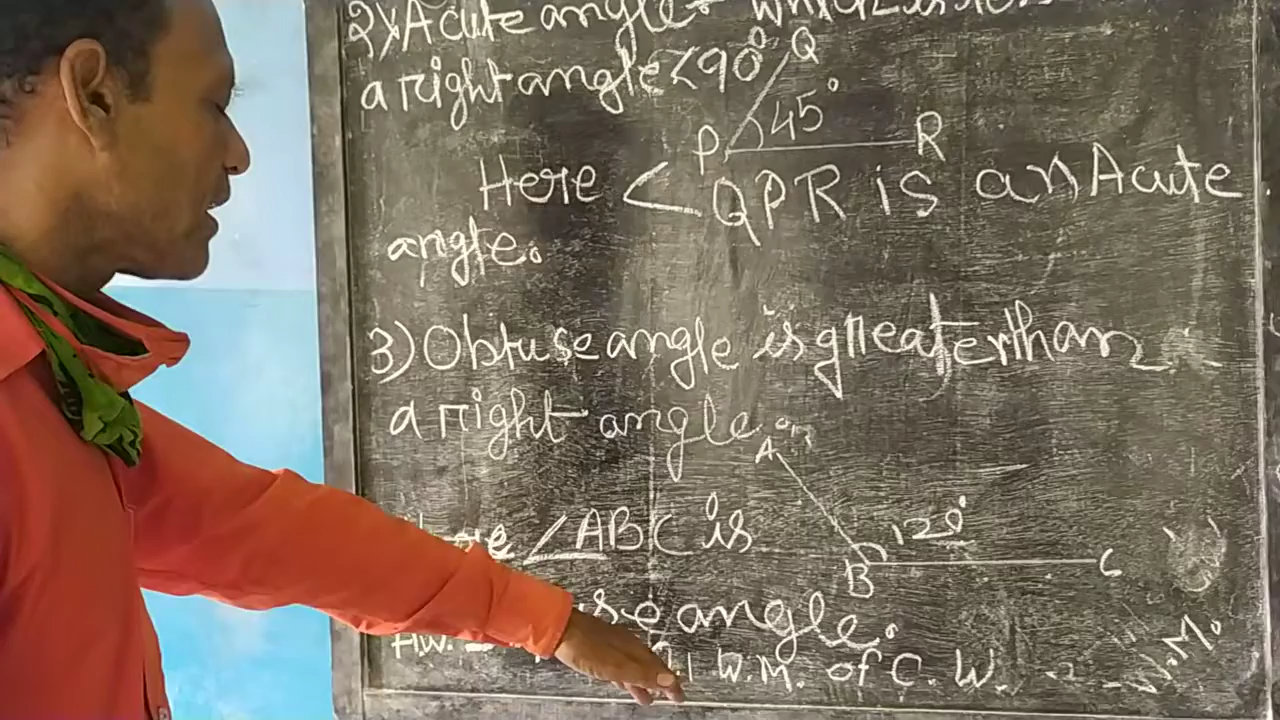 2) Acute angle-
a right angle <90°
Q
45°
P R
Here ∠QPR is an Acute
angle.
3) Obtuse angle is greater than
a right angle.
A
Here ∠ABC is
120°
B C
angle.
H.W. - W.M. of C.W. W.M.